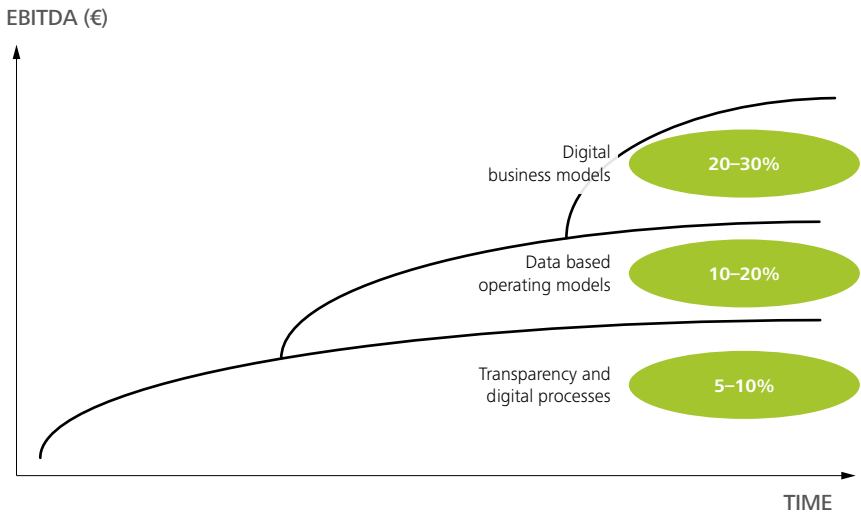 EBITDA (€)
Digital
business models
20–30%
Data based
operating models
10–20%
Transparency and
digital processes
5–10%
TIME